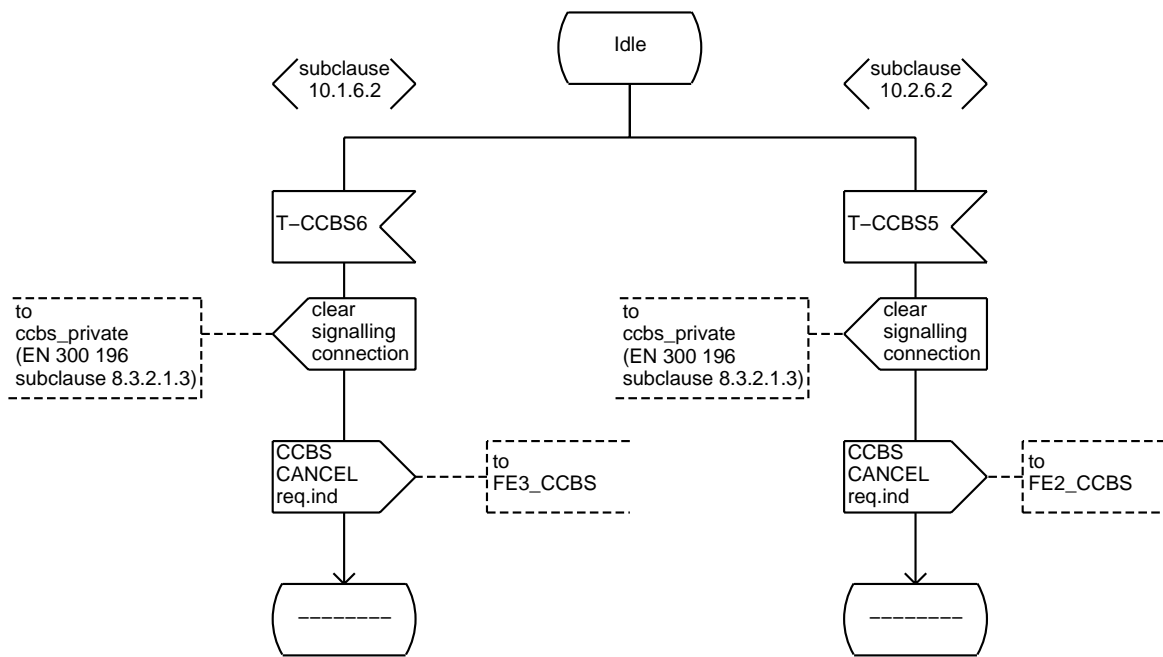 Idle
subclause
10.1.6.2
subclause
10.2.6.2
T−CCBS6
T−CCBS5
to
ccbs_private
(EN 300 196
subclause 8.3.2.1.3)
clear
signalling
connection
to
ccbs_private
(EN 300 196
subclause 8.3.2.1.3)
clear
signalling
connection
CCBS
CANCEL
req.ind
to
FE3_CCBS
CCBS
CANCEL
req.ind
to
FE2_CCBS
−−−−−−−−
−−−−−−−−